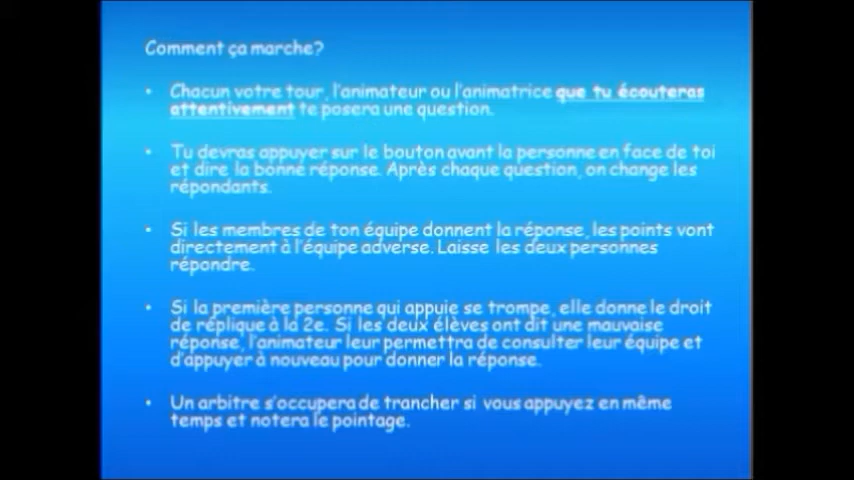 Comment ça marche?
• Chacun votre tour, l'animateur ou l'animatrice que tu écouteras
attentivement te posera une question.
• Tu devras appuyer sur le bouton avant la personne en face de toi
et dire la bonne réponse. Après chaque question, on change les
répondants.
• Si les membres de ton équipe donnent la réponse, les points vont
directement à l'équipe adverse. Laisse les deux personnes
répondre.
• Si la première personne qui appuie se trompe, elle donne le droit
de réplique à la 2e. Si les deux élèves ont dit une mauvaise
réponse, l'animateur leur permettra de consulter leur équipe et
d'appuyer à nouveau pour donner la réponse.
• Un arbitre s'occupera de trancher si vous appuyez en même
temps et notera le pointage.